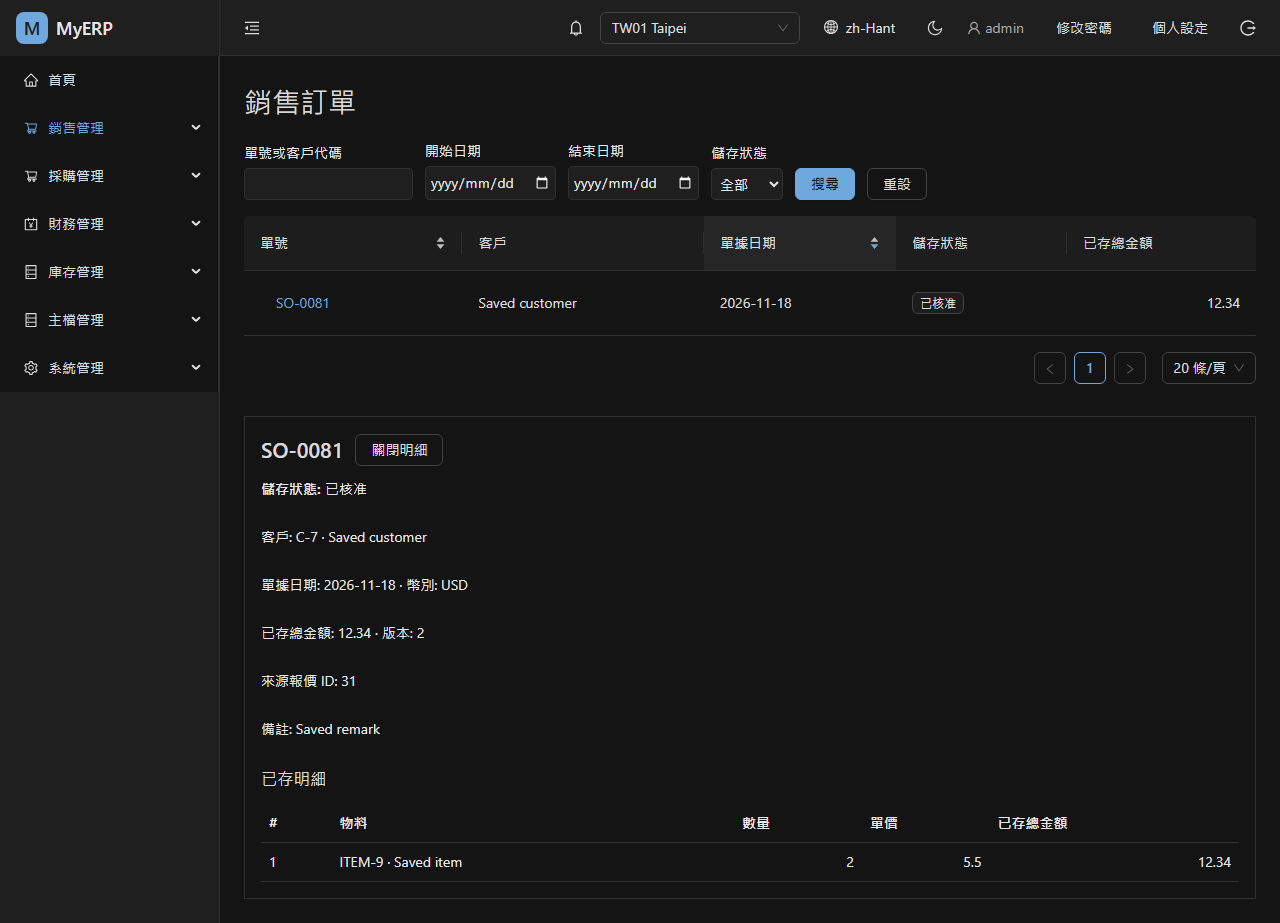 M MyERP
TW01 Taipei
zh-Hant
admin
修改密碼
個人設定
首頁
銷售管理
採購管理
財務管理
庫存管理
主檔管理
系統管理
銷售訂單
單號或客戶代碼
開始日期
結束日期
儲存狀態
yyyy/mm/dd
yyyy/mm/dd
全部
搜尋
重設
單號 客戶 單據日期 儲存狀態 已存總金額
SO-0081 Saved customer 2026-11-18 已核准 12.34
< 1 > 20 條/頁
SO-0081 關閉明細
儲存狀態: 已核准
客戶: C-7 · Saved customer
單據日期: 2026-11-18 · 幣別: USD
已存總金額: 12.34 · 版本: 2
來源報價 ID: 31
備註: Saved remark
已存明細
# 物料 數量 單價 已存總金額
1 ITEM-9 · Saved item 2 5.5 12.34